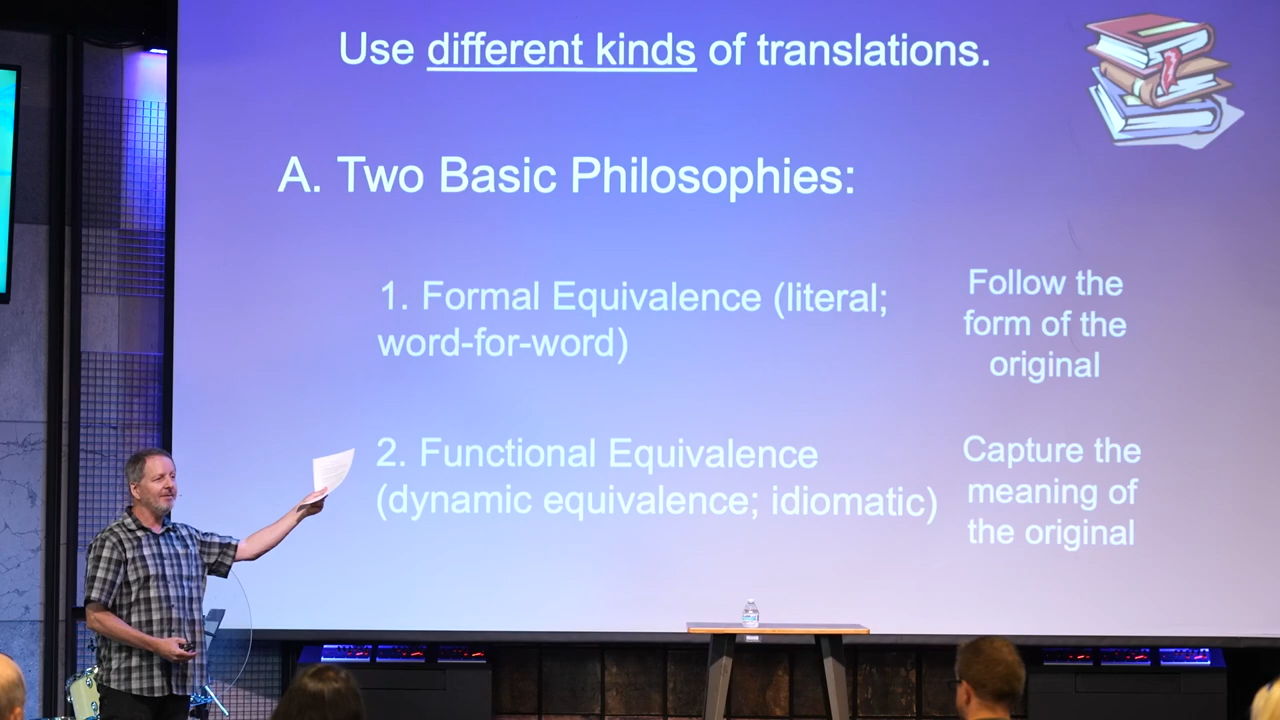 Use different kinds of translations.
A. Two Basic Philosophies:
1. Formal Equivalence (literal;
word-for-word)
Follow the
form of the
original
2. Functional Equivalence
(dynamic equivalence; idiomatic)
Capture the
meaning of
the original